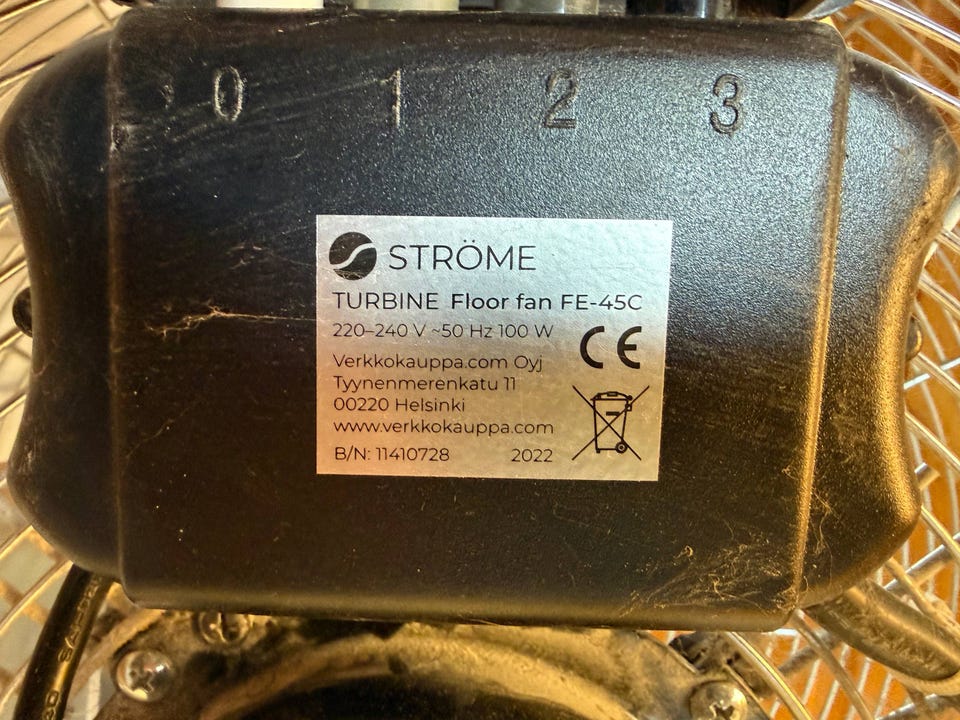 0 1 2 3
STRÖME
TURBINE Floor fan FE-45C
220–240 V ~50 Hz 100 W
CE
Verkkokauppa.com Oyj
Tyynenmerenkatu 11
00220 Helsinki
www.verkkokauppa.com
B/N: 11410728 2022